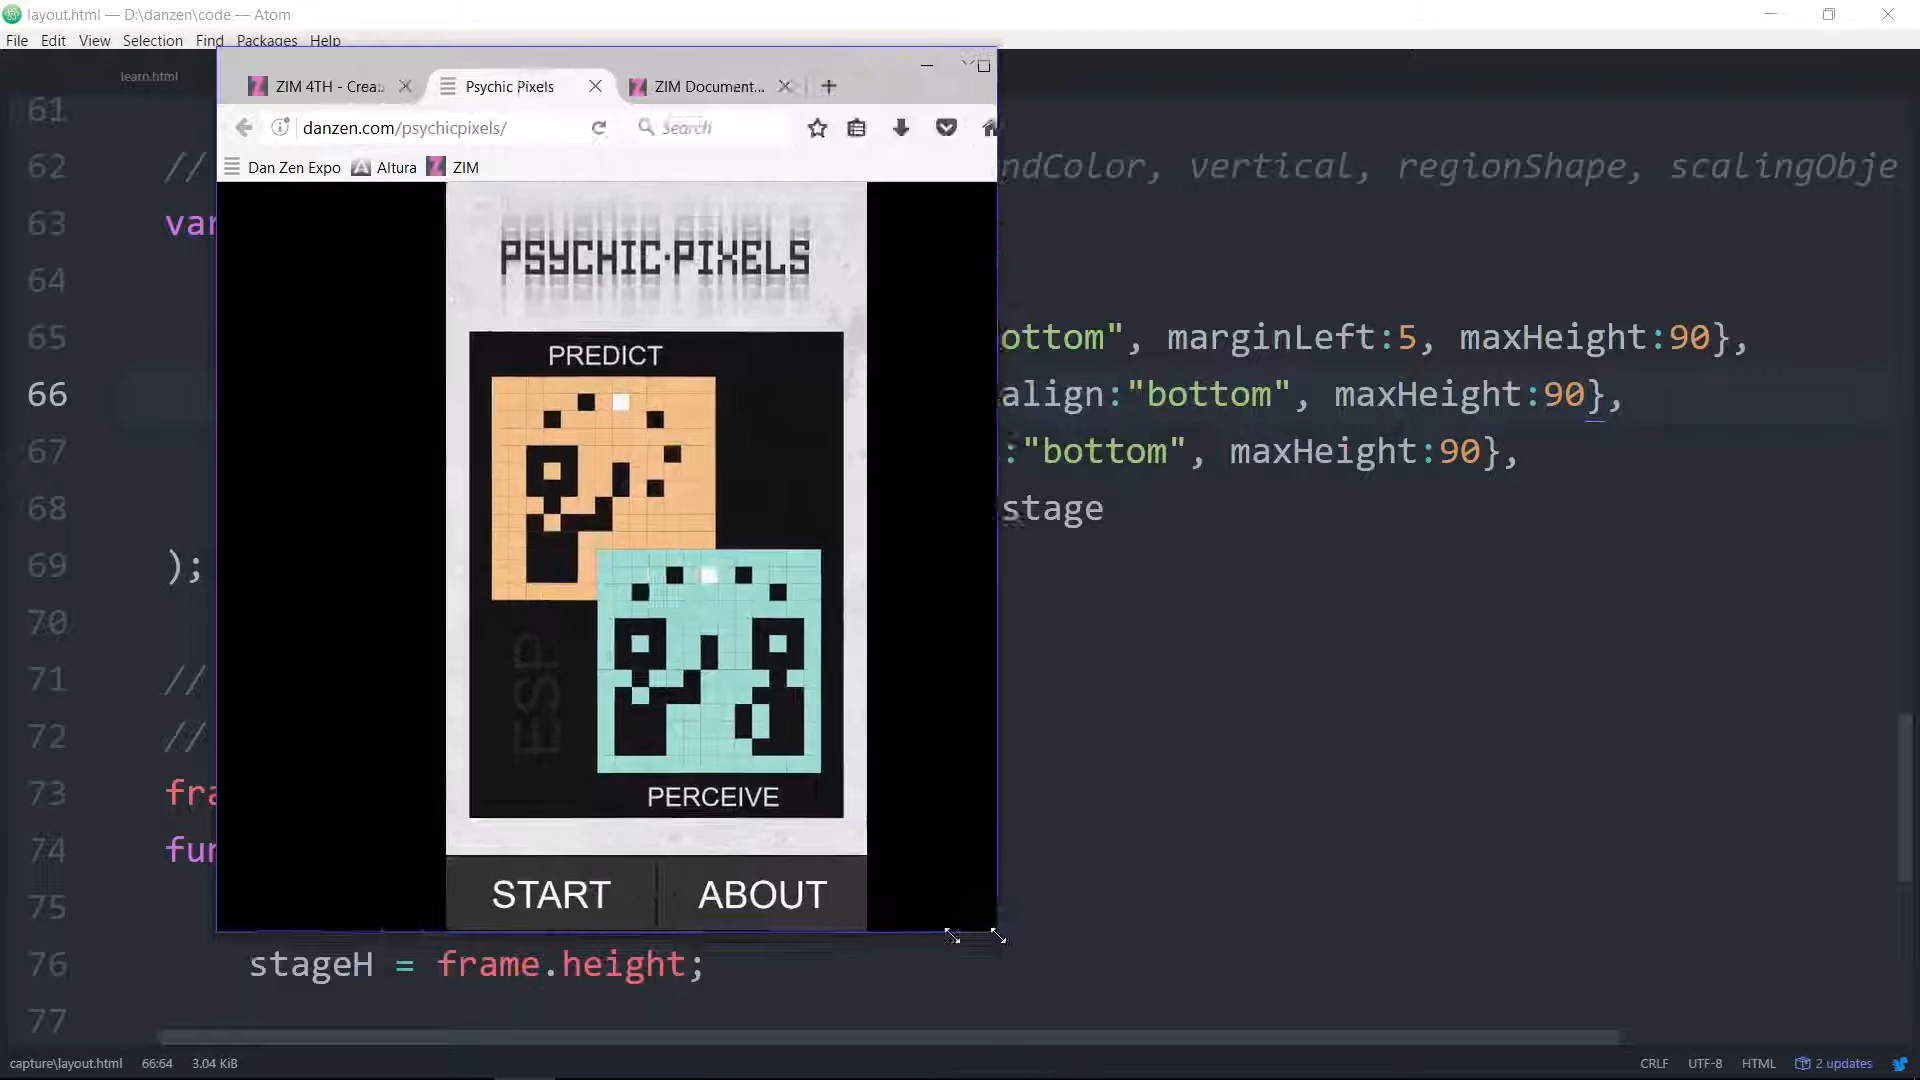 layout.html — D:\danzen\code — Atom
File Edit View Selection Find Packages Help
learn.html
ZIM 4TH - Crea
Psychic Pixels
ZIM Document...
danzen.com/psychicpixels/
Search
Dan Zen Expo
Altura
ZIM
PSYCHIC·PIXELS
PREDICT
ESP
PERCEIVE
START
ABOUT
61
62 // ndColor, vertical, regionShape, scalingObje
63 var
64
65 ottom", marginLeft:5, maxHeight:90},
66 align:"bottom", maxHeight:90},
67 :"bottom", maxHeight:90},
68 stage
69 );
70
71 //
72 //
73 fra
74 fun
75
76 stageH = frame.height;
77
capture\layout.html 66:64 3.04 KiB CRLF UTF-8 HTML 2 updates